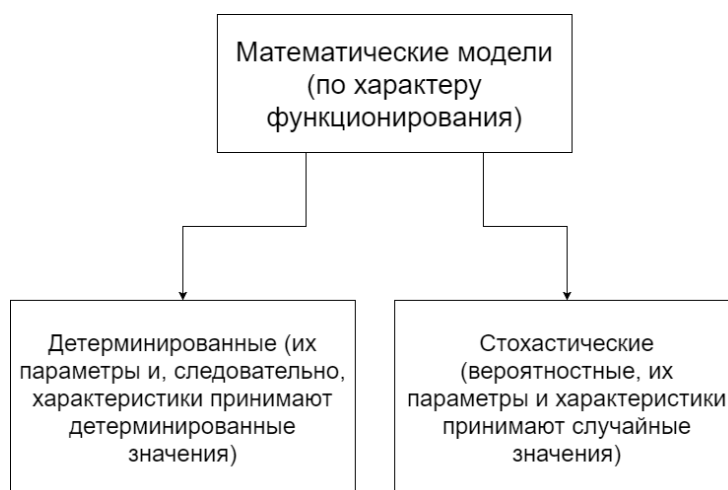 Математические модели
(по характеру
функционирования)
Детерминированные (их
параметры и, следовательно,
характеристики принимают
детерминированные
значения)
Стохастические
(вероятностные, их
параметры и характеристики
принимают случайные
значения)